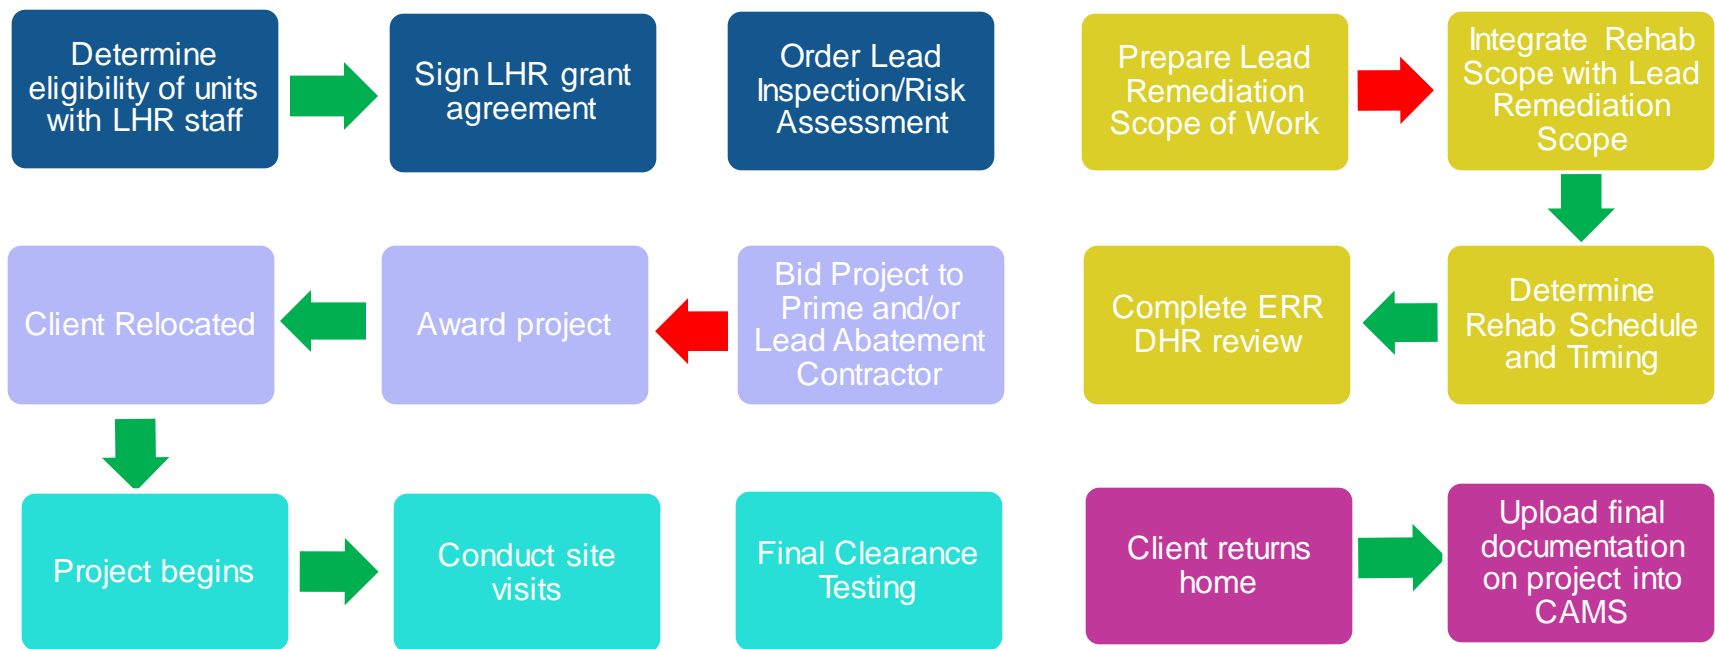 Determine
eligibility of units
with LHR staff
Sign LHR grant
agreement
Order Lead
Inspection/Risk
Assessment
Prepare Lead
Remediation
Scope of Work
Integrate Rehab
Scope with Lead
Remediation
Scope
Client Relocated
Award project
Bid Project to
Prime and/or
Lead Abatement
Contractor
Complete ERR
DHR review
Determine
Rehab Schedule
and Timing
Project begins
Conduct site
visits
Final Clearance
Testing
Client returns
home
Upload final
documentation
on project into
CAMS